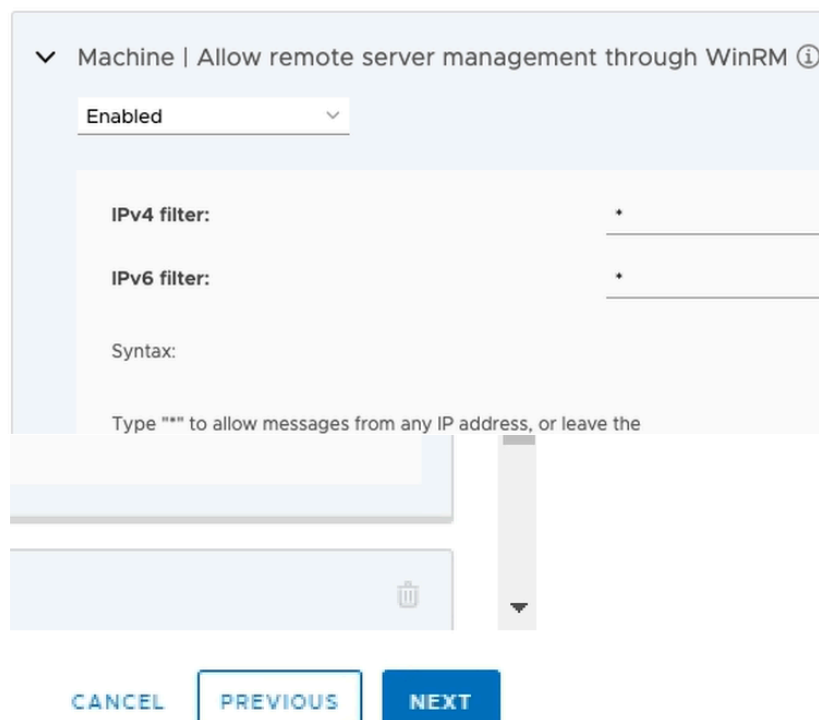 Machine | Allow remote server management through WinRM
Enabled
IPv4 filter: *
IPv6 filter: *
Syntax:
Type "*" to allow messages from any IP address, or leave the
CANCEL PREVIOUS NEXT